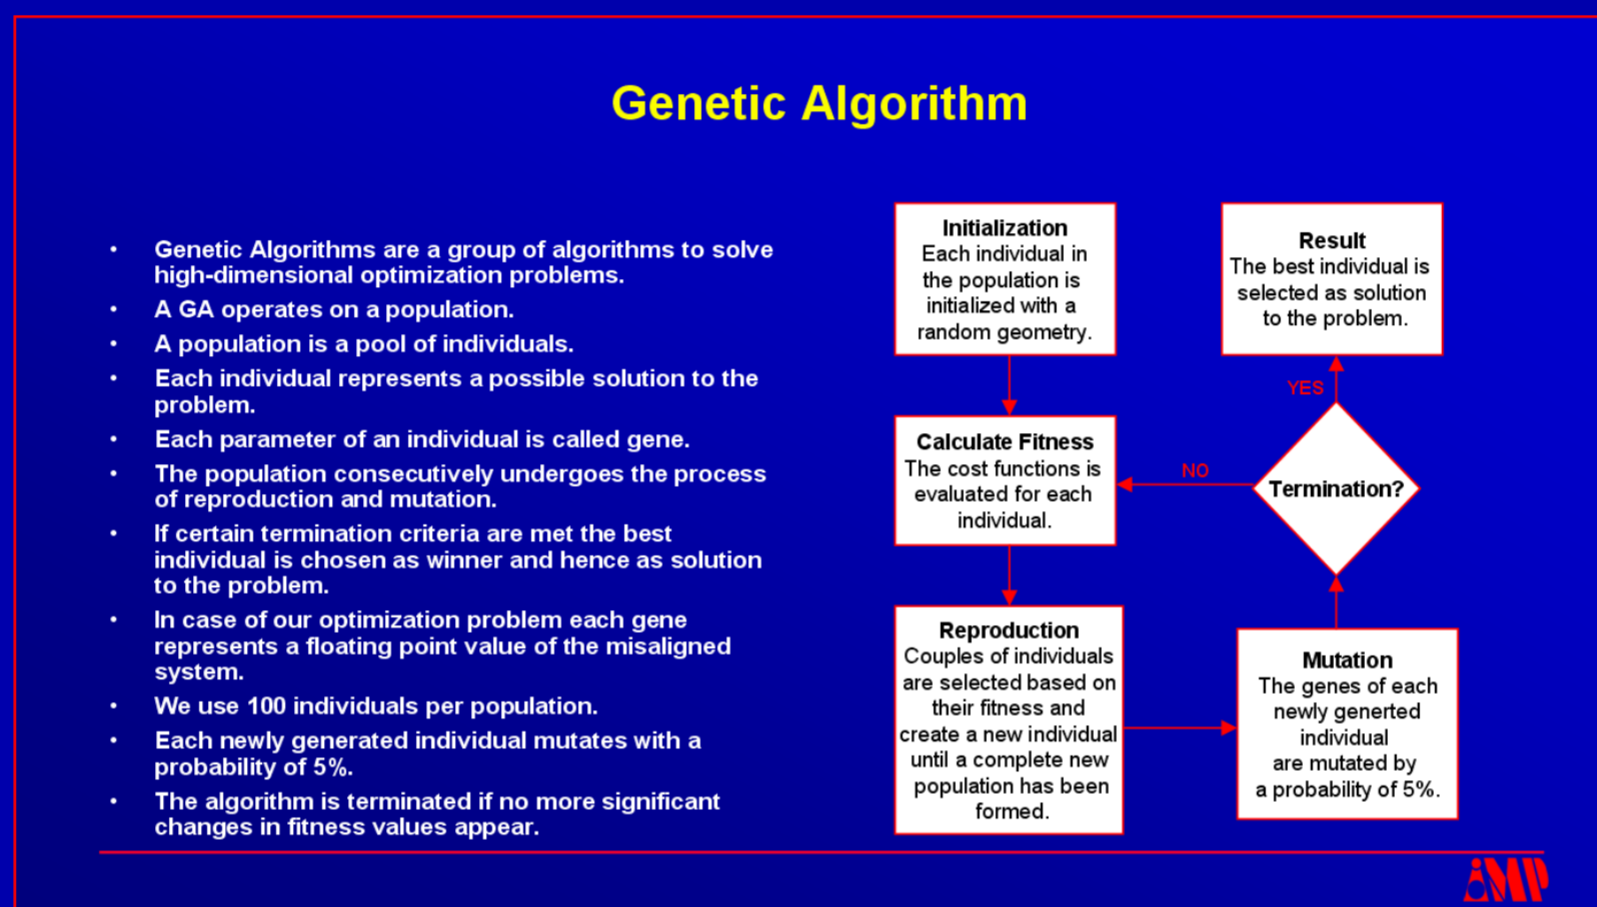 Genetic Algorithm
• Genetic Algorithms are a group of algorithms to solve
high-dimensional optimization problems.
• A GA operates on a population.
• A population is a pool of individuals.
• Each individual represents a possible solution to the
problem.
• Each parameter of an individual is called gene.
• The population consecutively undergoes the process
of reproduction and mutation.
• If certain termination criteria are met the best
individual is chosen as winner and hence as solution
to the problem.
• In case of our optimization problem each gene
represents a floating point value of the misaligned
system.
• We use 100 individuals per population.
• Each newly generated individual mutates with a
probability of 5%.
• The algorithm is terminated if no more significant
changes in fitness values appear.
Initialization
Each individual in
the population is
initialized with a
random geometry.
Calculate Fitness
The cost functions is
evaluated for each
individual.
Reproduction
Couples of individuals
are selected based on
their fitness and
create a new individual
until a complete new
population has been
formed.
Mutation
The genes of each
newly generted
individual
are mutated by
a probability of 5%.
Termination?
NO
YES
Result
The best individual is
selected as solution
to the problem.
iMP